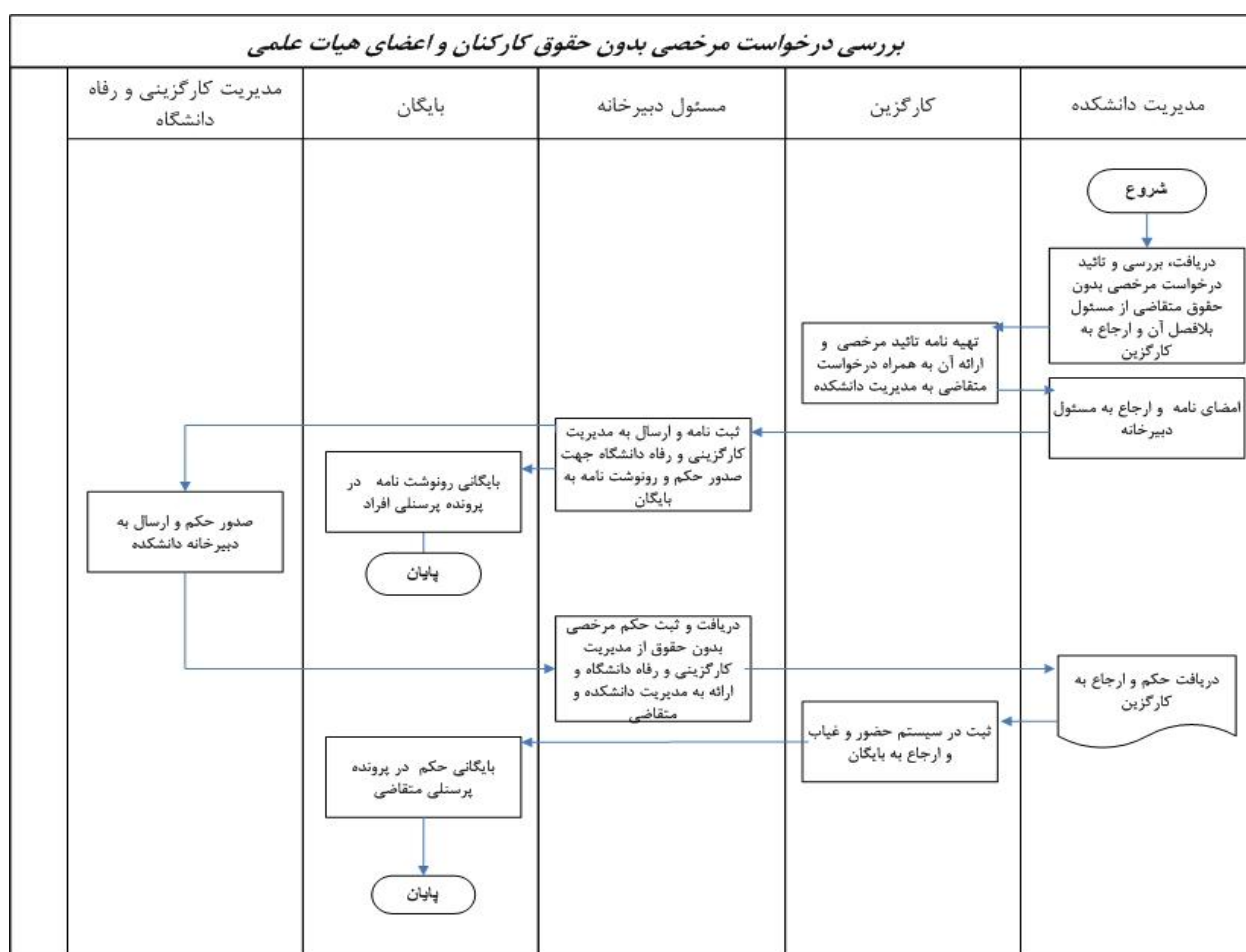 بررسی درخواست مرخصی بدون حقوق کارکنان و اعضای هیات علمی
مدیریت دانشکده
کارگزین
مسئول دبیرخانه
بایگان
مدیریت کارگزینی و رفاه
دانشگاه
شروع
دریافت، بررسی و تائید
درخواست مرخصی بدون
حقوق متقاضی از مسئول
بلافصل آن و ارجاع به
کارگزین
تهیه نامه تائید مرخصی و
ارائه آن به همراه درخواست
متقاضی به مدیریت دانشکده
امضای نامه و ارجاع به مسئول
دبیرخانه
ثبت نامه و ارسال به مدیریت
کارگزینی و رفاه دانشگاه جهت
صدور حکم و رونوشت نامه به
بایگان
بایگانی رونوشت نامه در
پرونده پرسنلی افراد
پایان
صدور حکم و ارسال به
دبیرخانه دانشکده
دریافت و ثبت حکم مرخصی
بدون حقوق از مدیریت
کارگزینی و رفاه دانشگاه و
ارائه به مدیریت دانشکده و
متقاضی
دریافت حکم و ارجاع به
کارگزین
ثبت در سیستم حضور و غیاب
و ارجاع به بایگان
بایگانی حکم در پرونده
پرسنلی متقاضی
پایان